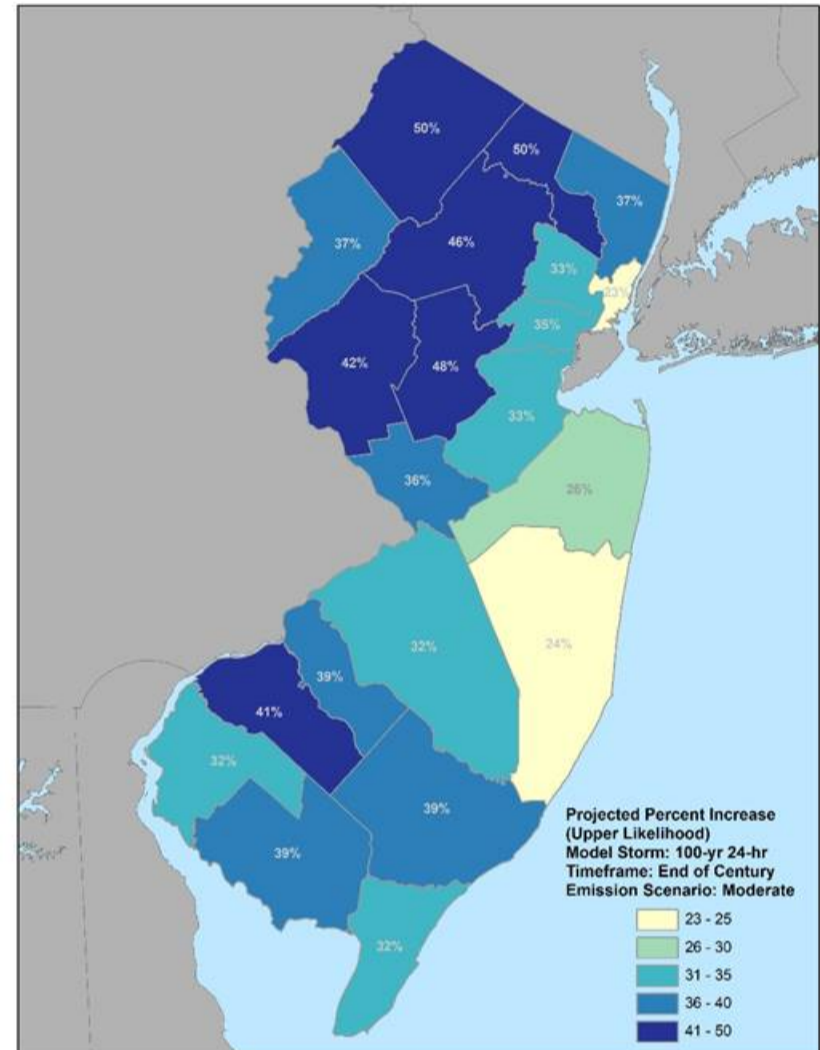 50%
50%
37%
46%
37%
33%
23%
35%
42%
48%
33%
36%
26%
24%
32%
39%
41%
32%
39%
39%
32%
Projected Percent Increase
(Upper Likelihood)
Model Storm: 100-yr 24-hr
Timeframe: End of Century
Emission Scenario: Moderate
23 - 25
26 - 30
31 - 35
36 - 40
41 - 50